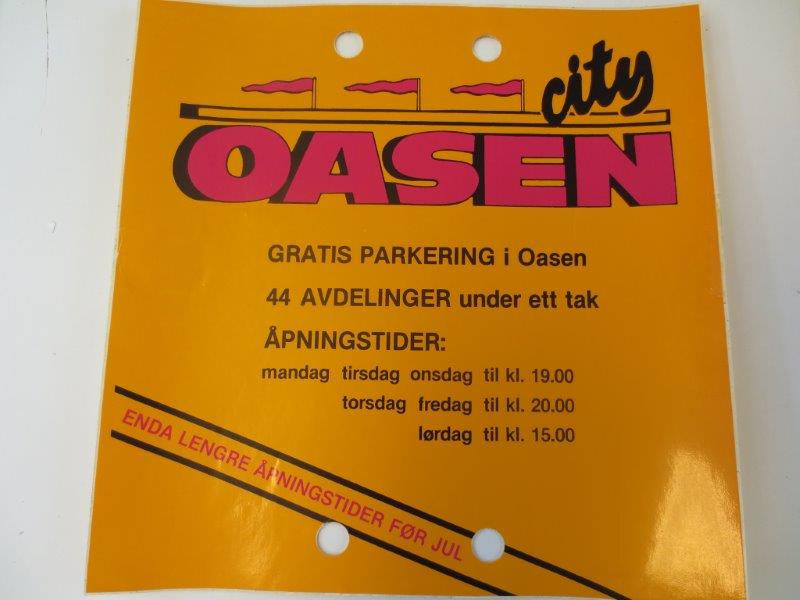 city
OASEN
GRATIS PARKERING i Oasen
44 AVDELINGER under ett tak
ÅPNINGSTIDER:
mandag tirsdag onsdag til kl. 19.00
torsdag fredag til kl. 20.00
lørdag til kl. 15.00
ENDA LENGRE ÅPNINGSTIDER FØR JUL